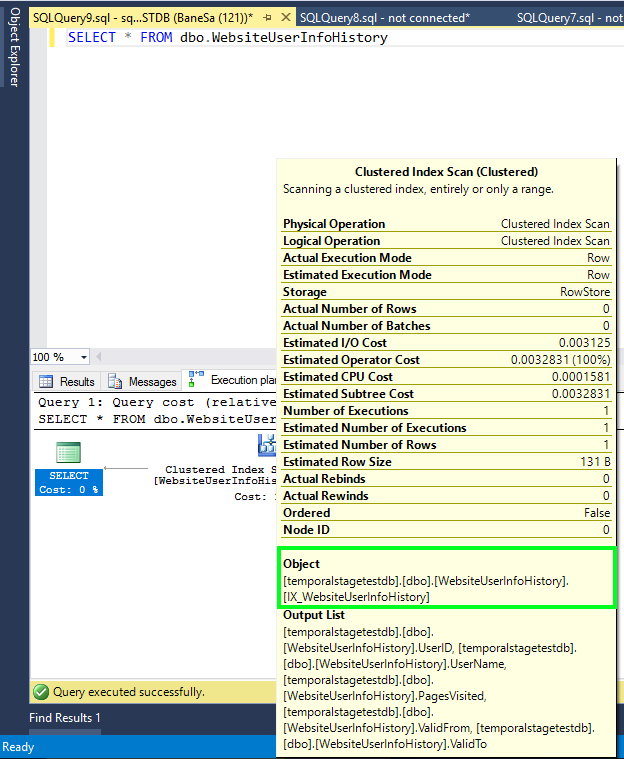 Object Explorer
SQLQuery9.sql - sq...STDB (BaneSa (121))*
SQLQuery8.sql - not connected*
SQLQuery7.sql - not
SELECT * FROM dbo.WebsiteUserInfoHistory
Clustered Index Scan (Clustered)
Scanning a clustered index, entirely or only a range.
Physical Operation Clustered Index Scan
Logical Operation Clustered Index Scan
Actual Execution Mode Row
Estimated Execution Mode Row
Storage RowStore
Actual Number of Rows 0
Actual Number of Batches 0
Estimated I/O Cost 0.003125
Estimated Operator Cost 0.0032831 (100%)
Estimated CPU Cost 0.0001581
Estimated Subtree Cost 0.0032831
Number of Executions 1
Estimated Number of Executions 1
Estimated Number of Rows 1
Estimated Row Size 131 B
Actual Rebinds 0
Actual Rewinds 0
Ordered False
Node ID 0
Object
[temporalstagetestdb].[dbo].[WebsiteUserInfoHistory].
[IX_WebsiteUserInfoHistory]
Output List
[temporalstagetestdb].[dbo].
[WebsiteUserInfoHistory].UserID, [temporalstagetestdb].
[dbo].[WebsiteUserInfoHistory].UserName,
[temporalstagetestdb].[dbo].
[WebsiteUserInfoHistory].PagesVisited,
[temporalstagetestdb].[dbo].
[WebsiteUserInfoHistory].ValidFrom, [temporalstagetestdb].
[dbo].[WebsiteUserInfoHistory].ValidTo
100 %
Results
Messages
Execution pla
Query 1: Query cost (relative
SELECT * FROM dbo.WebsiteUser
SELECT
Cost: 0 %
Clustered Index S
[WebsiteUserInfoHis
Cost:
Query executed successfully.
Find Results 1
Ready